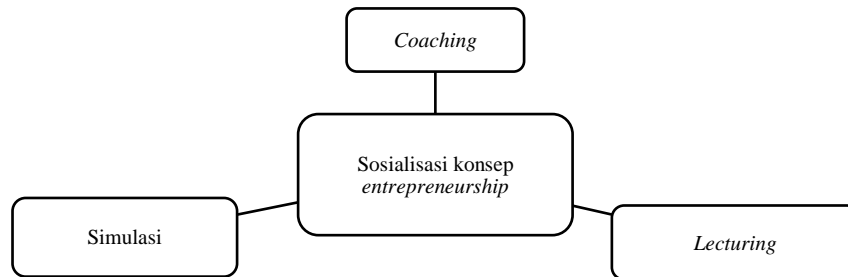 Coaching
Sosialisasi konsep
entrepreneurship
Simulasi
Lecturing